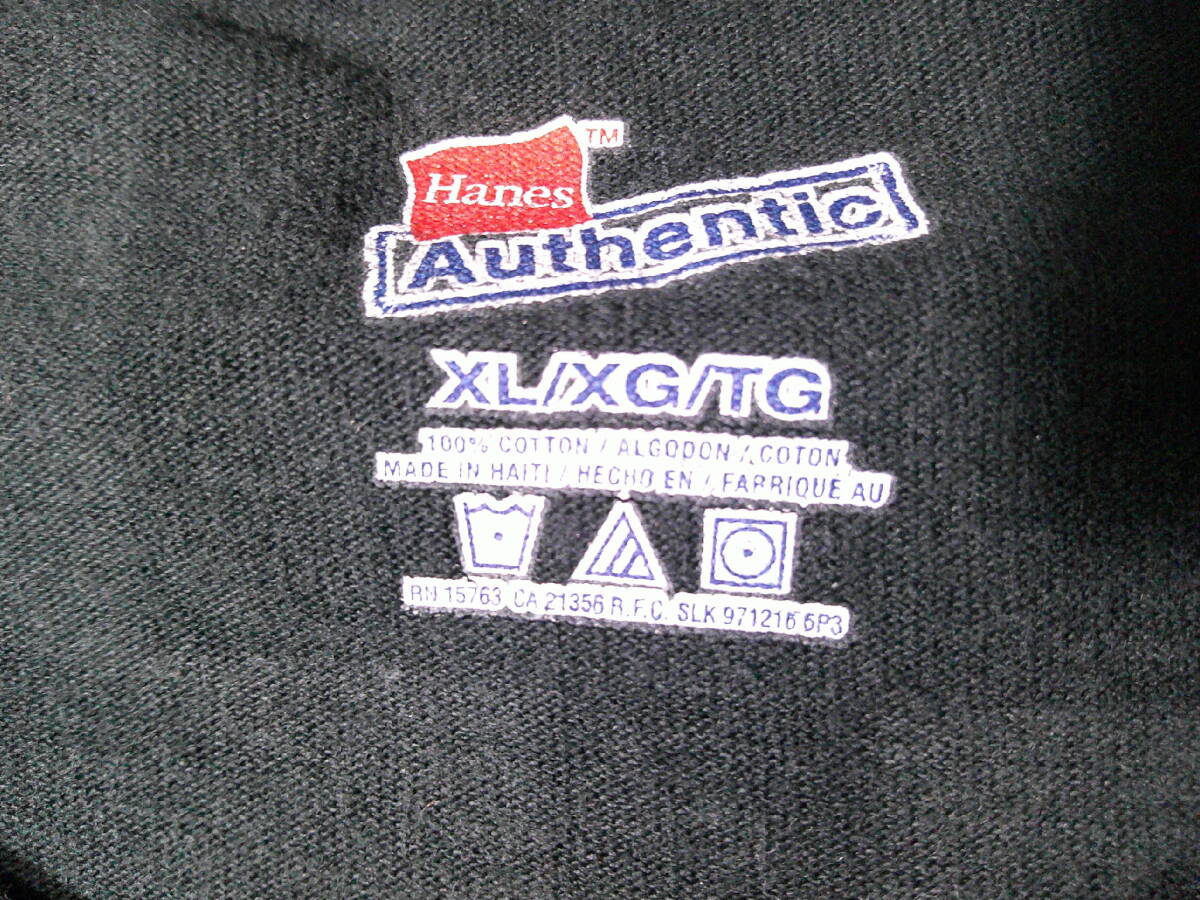 Hanes TM
Authentic
XL/XG/TG
100% COTTON / ALGODON / COTON
MADE IN HAITI / HECHO EN / FABRIQUÉ AU
RN 15763 CA 21356 R.F.C. SLK 971216 6P3